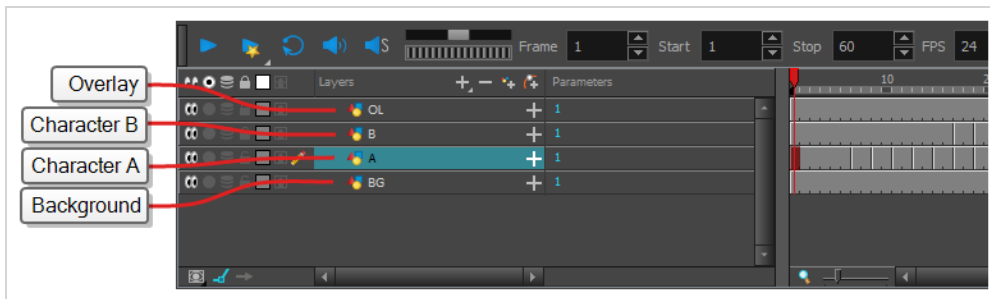 S Frame 1 Start 1 Stop 60 FPS 24
Layers Parameters 10 2
Overlay
OL 1
Character B
B 1
Character A
A 1
Background
BG 1